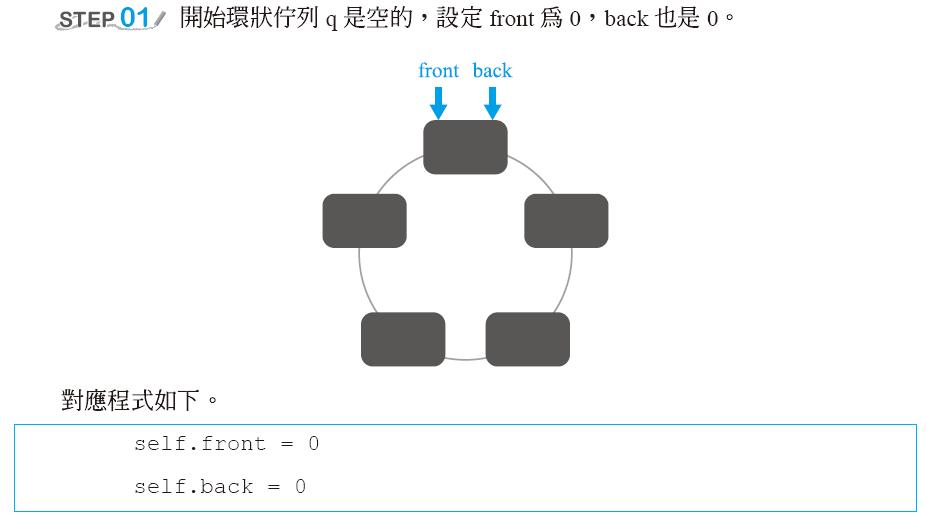 STEP 01 開始環狀佇列 q 是空的，設定 front 為 0，back 也是 0。
front back
對應程式如下。
self.front = 0
self.back = 0